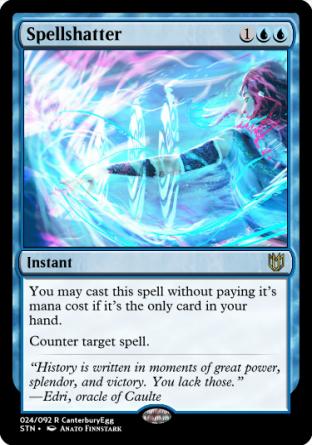 Spellshatter 1
Instant
You may cast this spell without paying it's
mana cost if it's the only card in your
hand.
Counter target spell.
“History is written in moments of great power,
splendor, and victory. You lack those.”
—Edri, oracle of Caulte
024/092 R CanterburyEgg
STN • Anato Finnstark